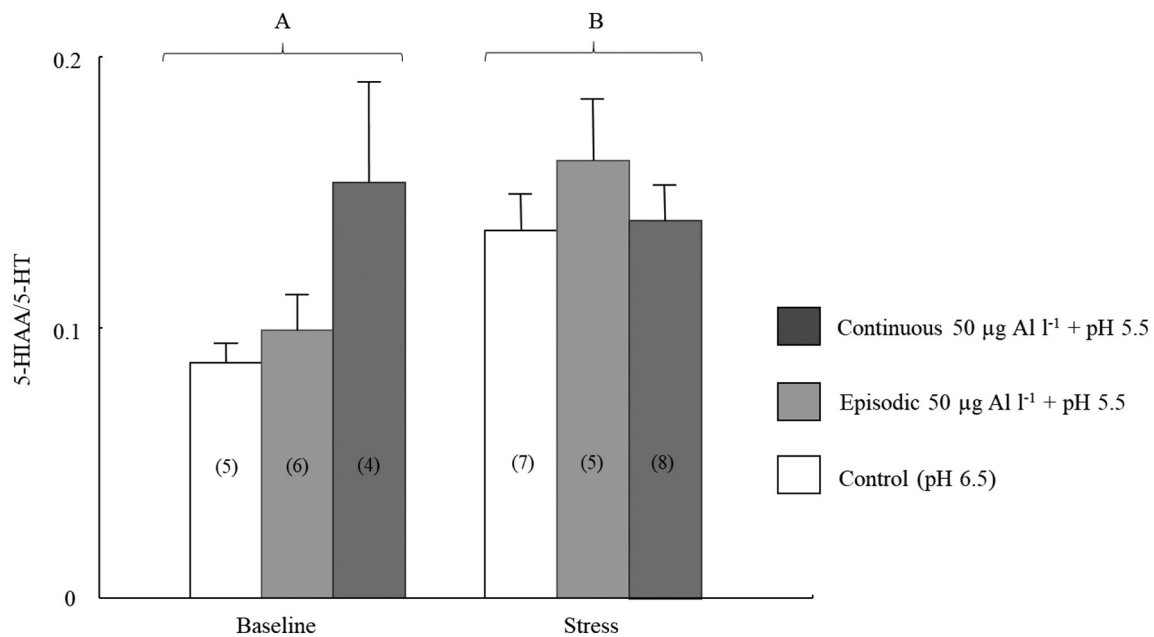 A
B
0.2
0.1
0
5-HIAA/5-HT
(5)
(6)
(4)
(7)
(5)
(8)
Baseline
Stress
Continuous 50 µg Al l⁻¹ + pH 5.5
Episodic 50 µg Al l⁻¹ + pH 5.5
Control (pH 6.5)